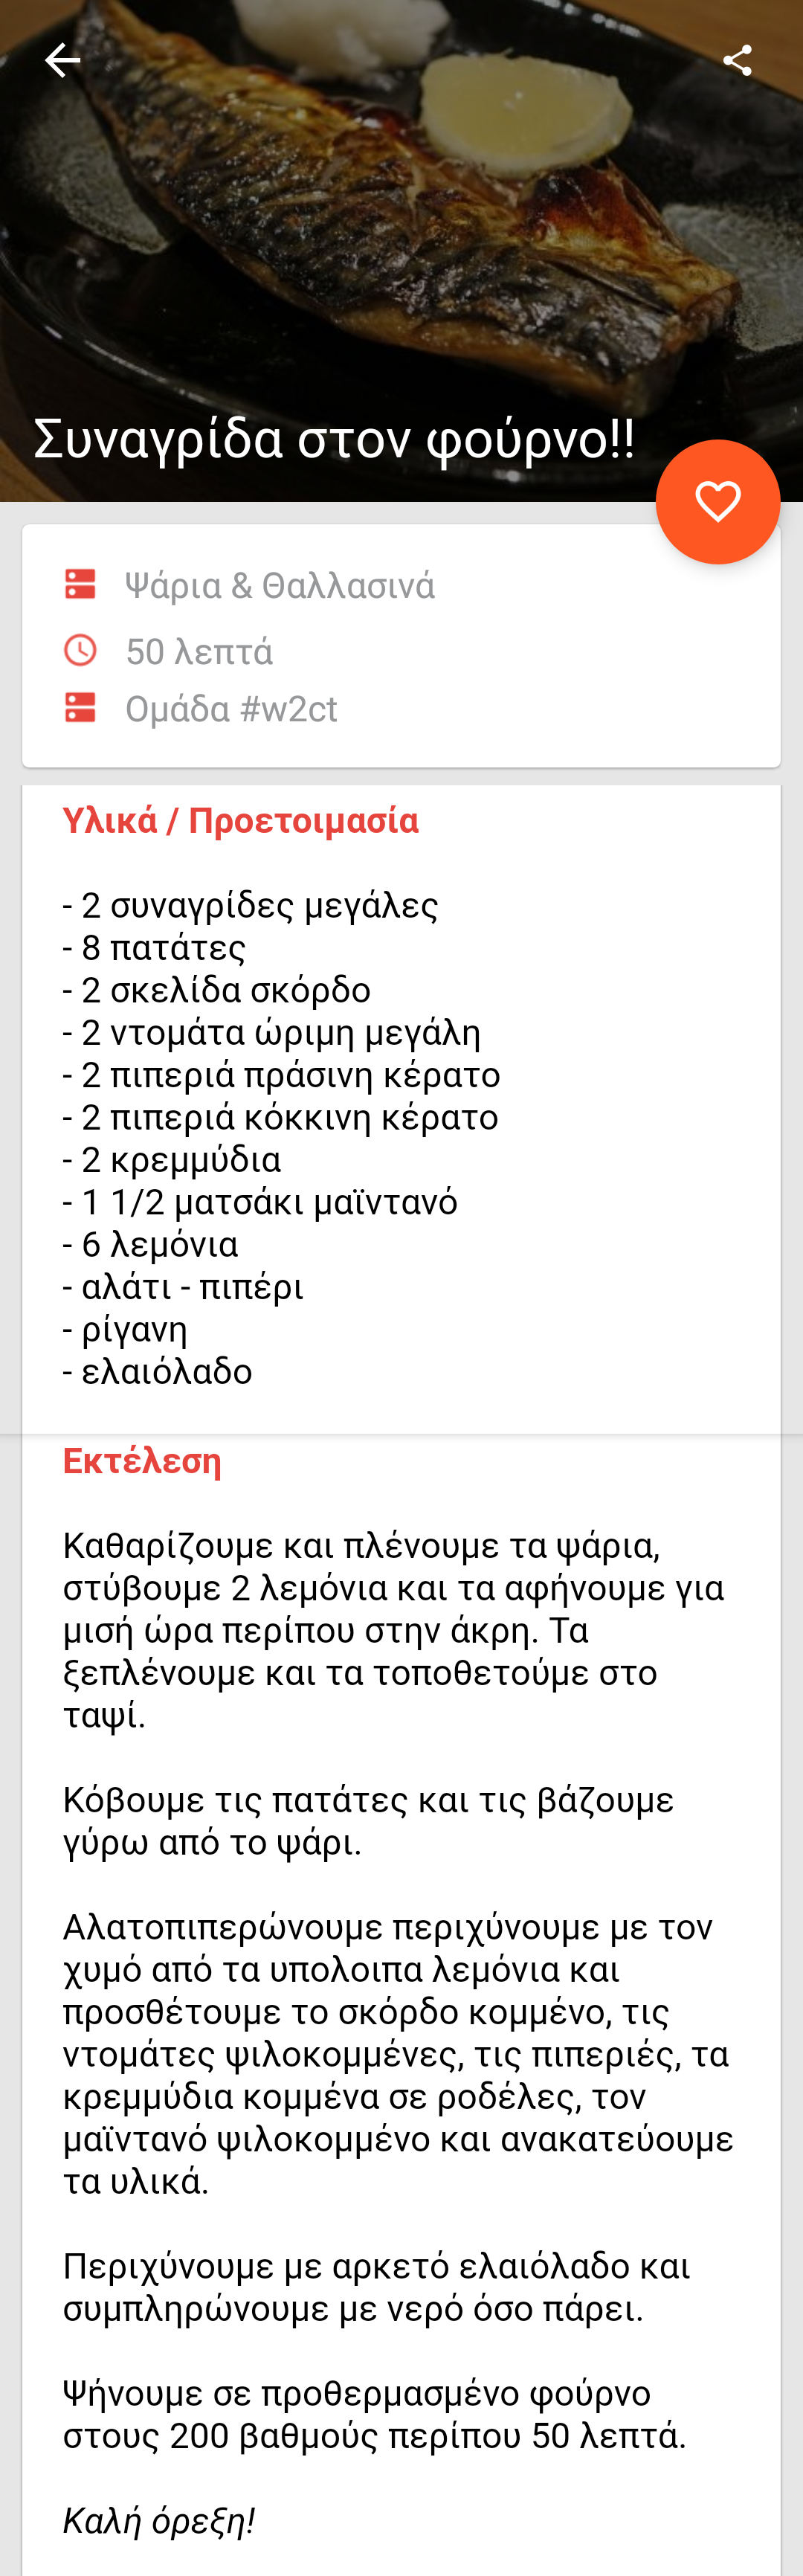 Συναγρίδα στον φούρνο!!
Ψάρια & Θαλλασινά
50 λεπτά
Ομάδα #w2ct
Υλικά / Προετοιμασία
- 2 συναγρίδες μεγάλες
- 8 πατάτες
- 2 σκελίδα σκόρδο
- 2 ντομάτα ώριμη μεγάλη
- 2 πιπεριά πράσινη κέρατο
- 2 πιπεριά κόκκινη κέρατο
- 2 κρεμμύδια
- 1 1/2 ματσάκι μαϊντανό
- 6 λεμόνια
- αλάτι - πιπέρι
- ρίγανη
- ελαιόλαδο
Εκτέλεση
Καθαρίζουμε και πλένουμε τα ψάρια,
στύβουμε 2 λεμόνια και τα αφήνουμε για
μισή ώρα περίπου στην άκρη. Τα
ξεπλένουμε και τα τοποθετούμε στο
ταψί.
Κόβουμε τις πατάτες και τις βάζουμε
γύρω από το ψάρι.
Αλατοπιπερώνουμε περιχύνουμε με τον
χυμό από τα υπολοιπα λεμόνια και
προσθέτουμε το σκόρδο κομμένο, τις
ντομάτες ψιλοκομμένες, τις πιπεριές, τα
κρεμμύδια κομμένα σε ροδέλες, τον
μαϊντανό ψιλοκομμένο και ανακατεύουμε
τα υλικά.
Περιχύνουμε με αρκετό ελαιόλαδο και
συμπληρώνουμε με νερό όσο πάρει.
Ψήνουμε σε προθερμασμένο φούρνο
στους 200 βαθμούς περίπου 50 λεπτά.
Καλή όρεξη!